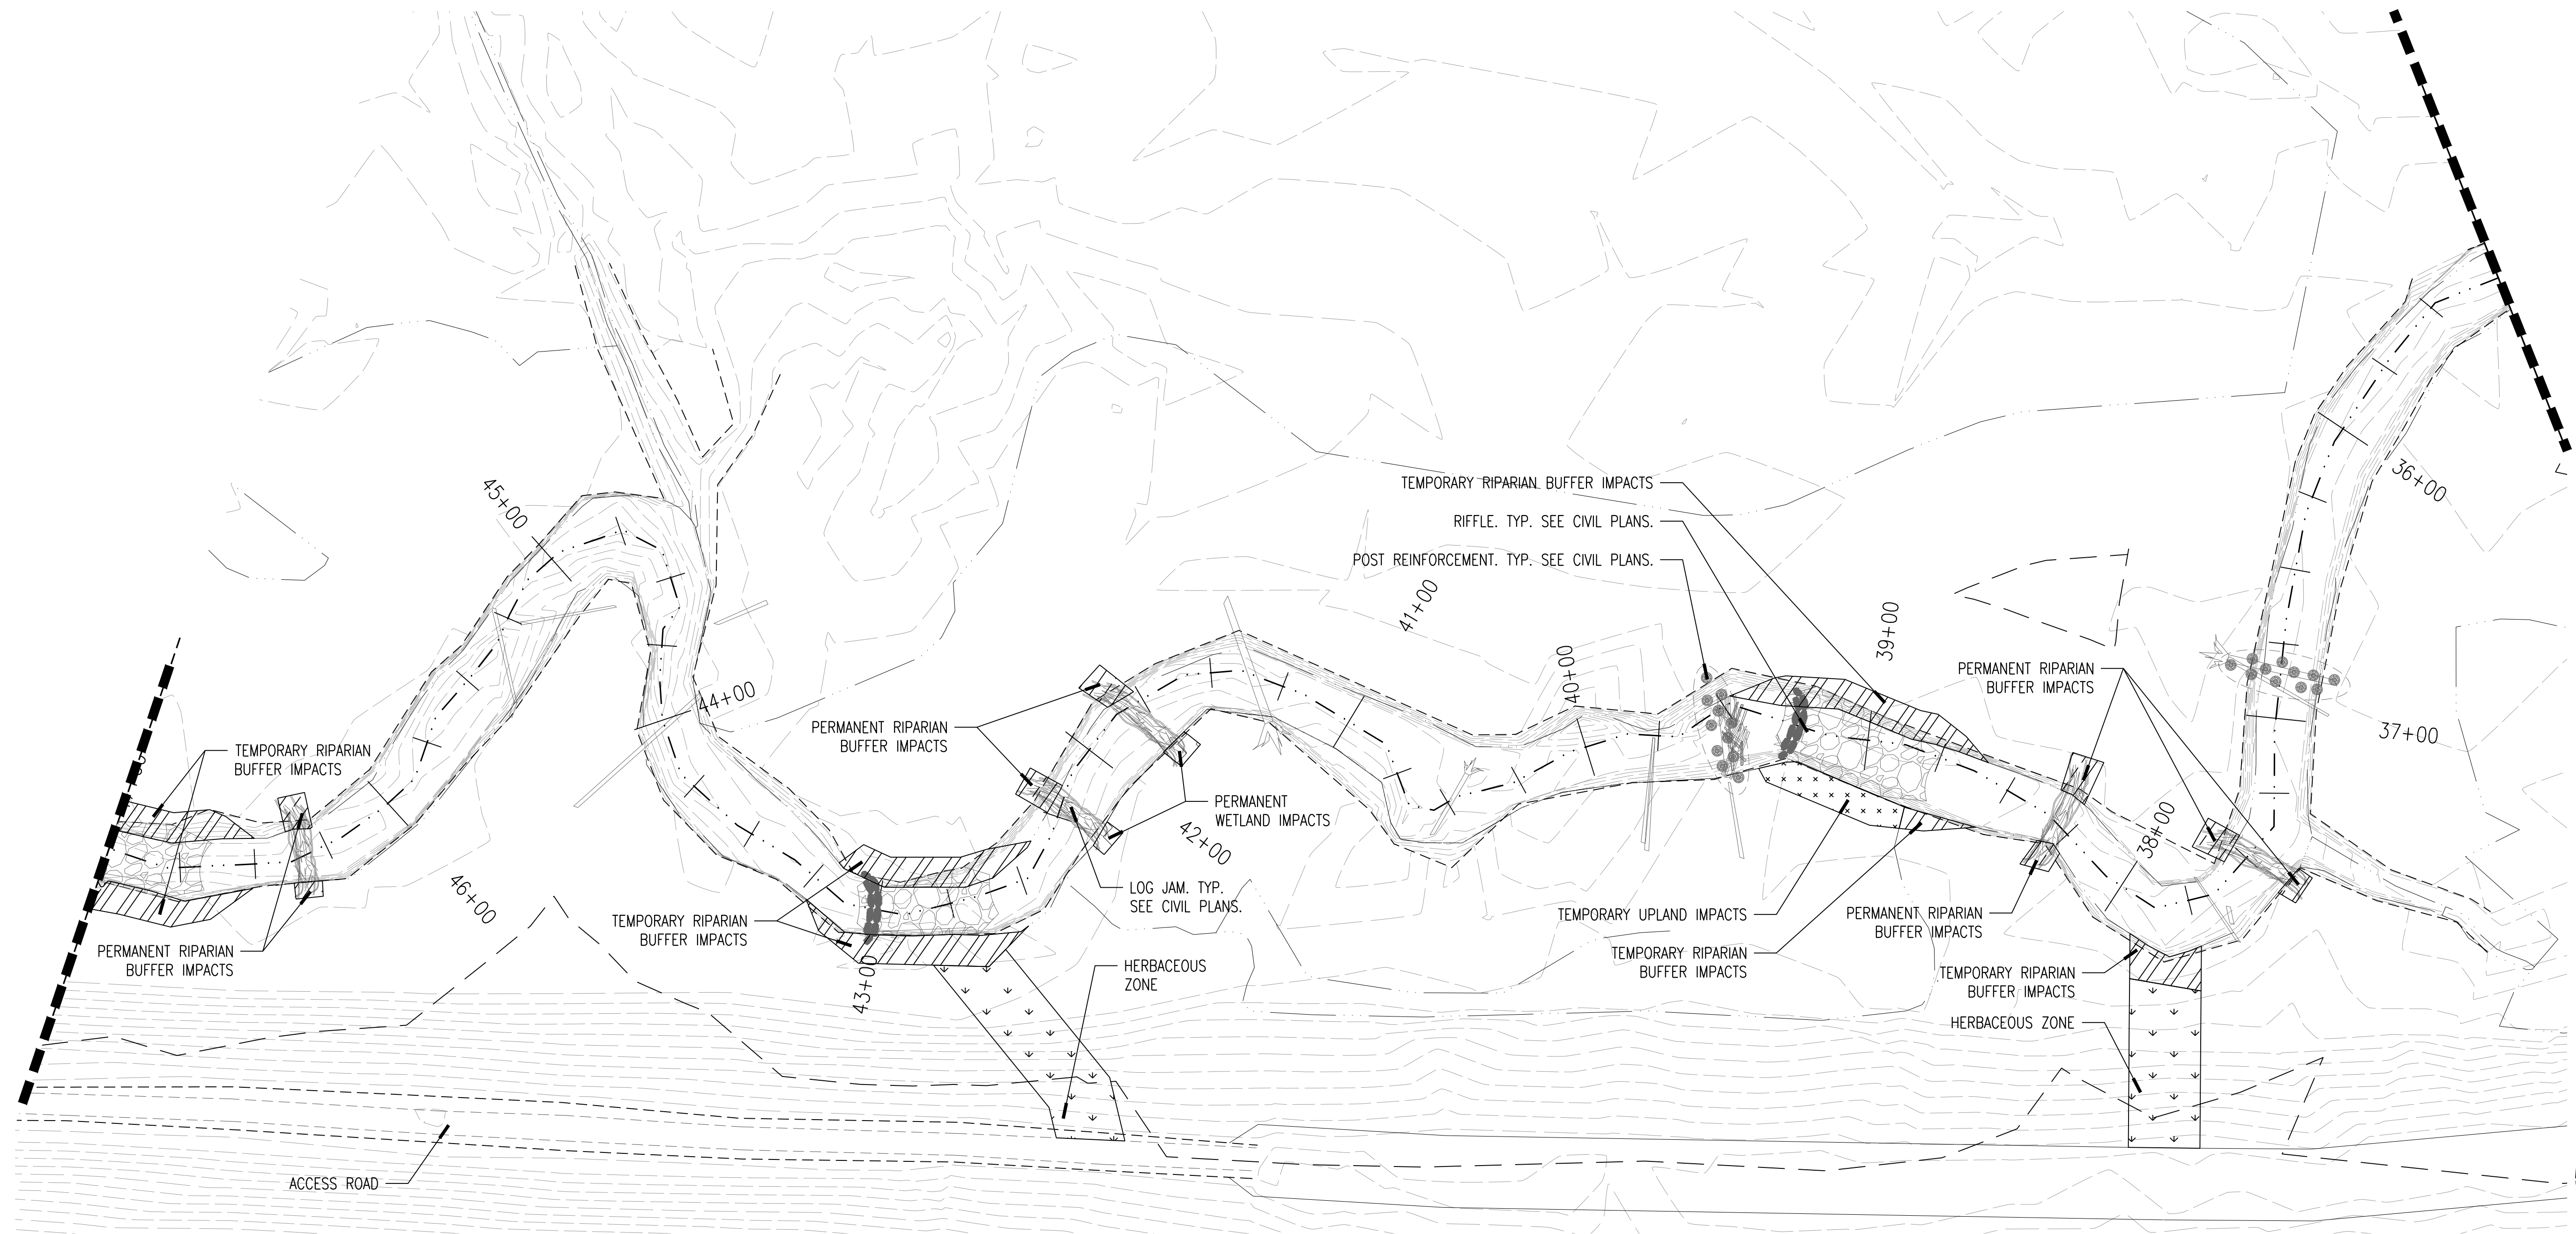 TEMPORARY RIPARIAN BUFFER IMPACTS
RIFFLE. TYP. SEE CIVIL PLANS.
POST REINFORCEMENT. TYP. SEE CIVIL PLANS.
45+00
36+00
41+00
39+00
40+00
44+00
PERMANENT RIPARIAN
BUFFER IMPACTS
37+00
PERMANENT RIPARIAN
BUFFER IMPACTS
TEMPORARY RIPARIAN
BUFFER IMPACTS
PERMANENT
WETLAND IMPACTS
42+00
38+00
46+00
LOG JAM. TYP.
SEE CIVIL PLANS.
TEMPORARY RIPARIAN
BUFFER IMPACTS
TEMPORARY UPLAND IMPACTS
PERMANENT RIPARIAN
BUFFER IMPACTS
PERMANENT RIPARIAN
BUFFER IMPACTS
TEMPORARY RIPARIAN
BUFFER IMPACTS
43+00
HERBACEOUS
ZONE
TEMPORARY RIPARIAN
BUFFER IMPACTS
HERBACEOUS ZONE
ACCESS ROAD